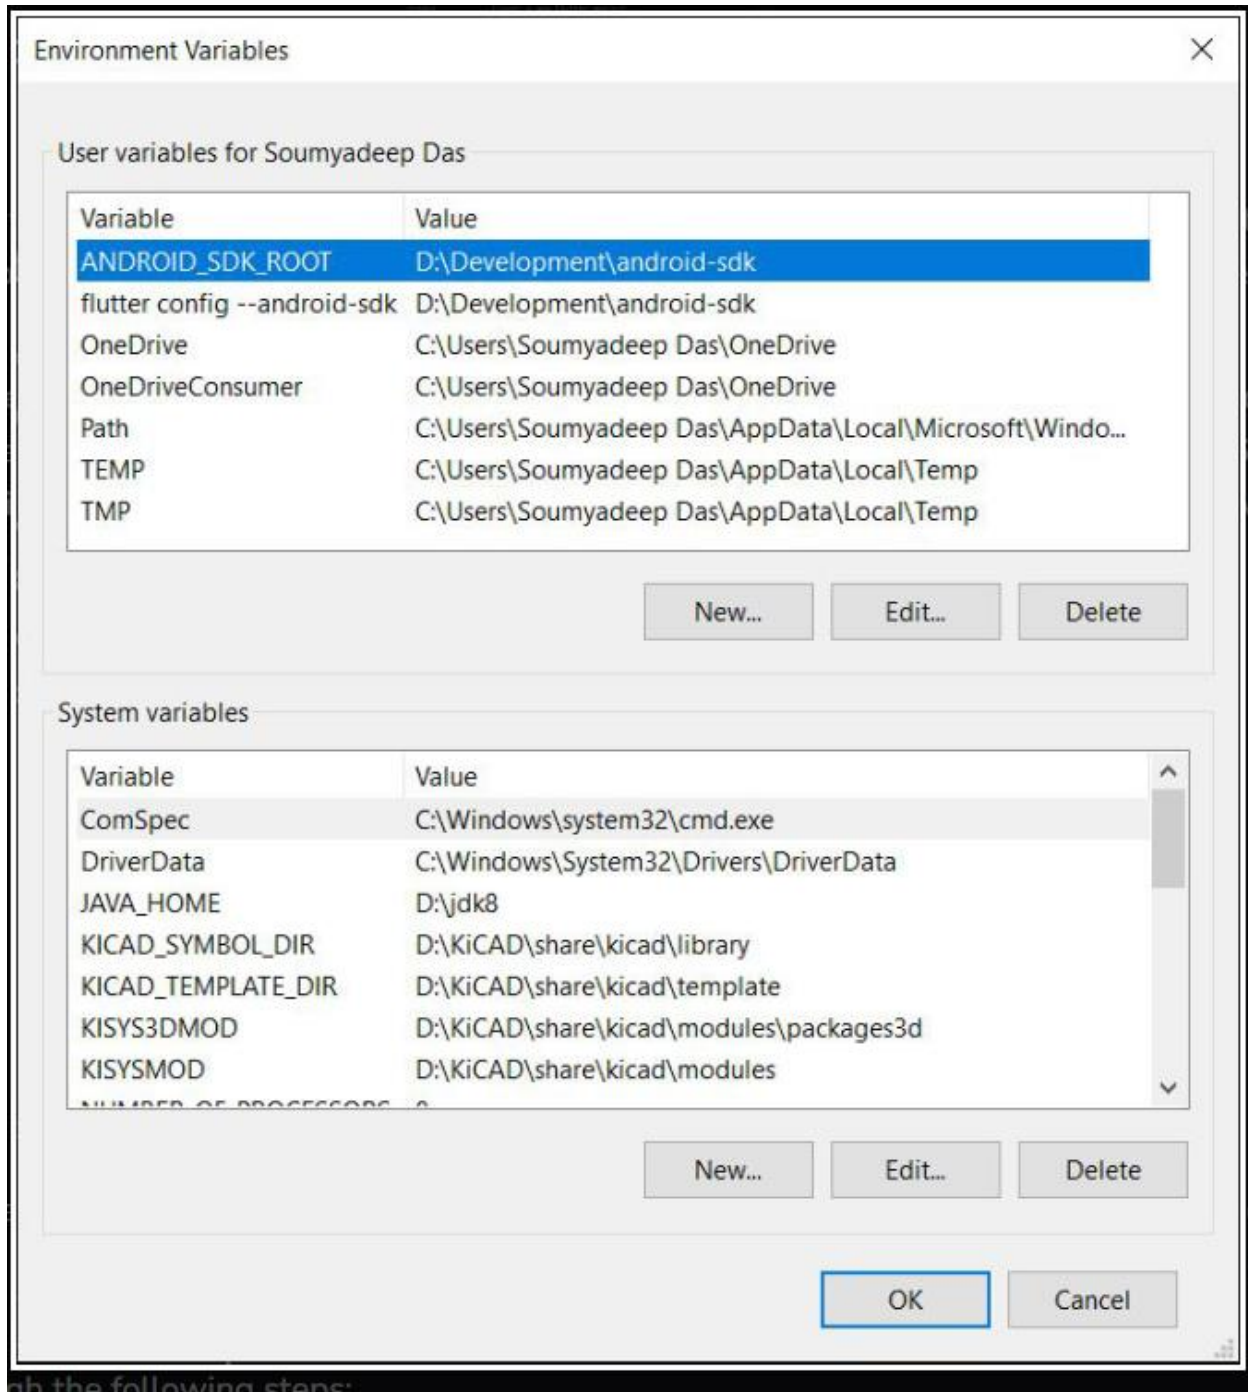 Environment Variables
User variables for Soumyadeep Das
Variable Value
ANDROID_SDK_ROOT D:\Development\android-sdk
flutter config --android-sdk D:\Development\android-sdk
OneDrive C:\Users\Soumyadeep Das\OneDrive
OneDriveConsumer C:\Users\Soumyadeep Das\OneDrive
Path C:\Users\Soumyadeep Das\AppData\Local\Microsoft\Windo...
TEMP C:\Users\Soumyadeep Das\AppData\Local\Temp
TMP C:\Users\Soumyadeep Das\AppData\Local\Temp
New... Edit... Delete
System variables
Variable Value
ComSpec C:\Windows\system32\cmd.exe
DriverData C:\Windows\System32\Drivers\DriverData
JAVA_HOME D:\jdk8
KICAD_SYMBOL_DIR D:\KiCAD\share\kicad\library
KICAD_TEMPLATE_DIR D:\KiCAD\share\kicad\template
KISYS3DMOD D:\KiCAD\share\kicad\modules\packages3d
KISYSMOD D:\KiCAD\share\kicad\modules
NUMBER_OF_PROCESSORS
New... Edit... Delete
OK Cancel
the following steps: